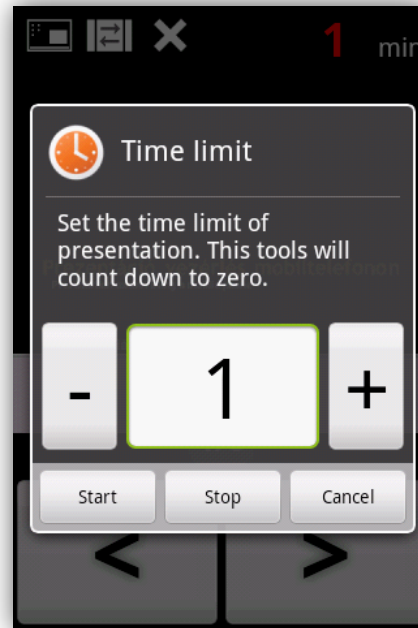 1 min
Time limit
Set the time limit of
presentation. This tools will
count down to zero.
- 1 +
Start Stop Cancel
< >